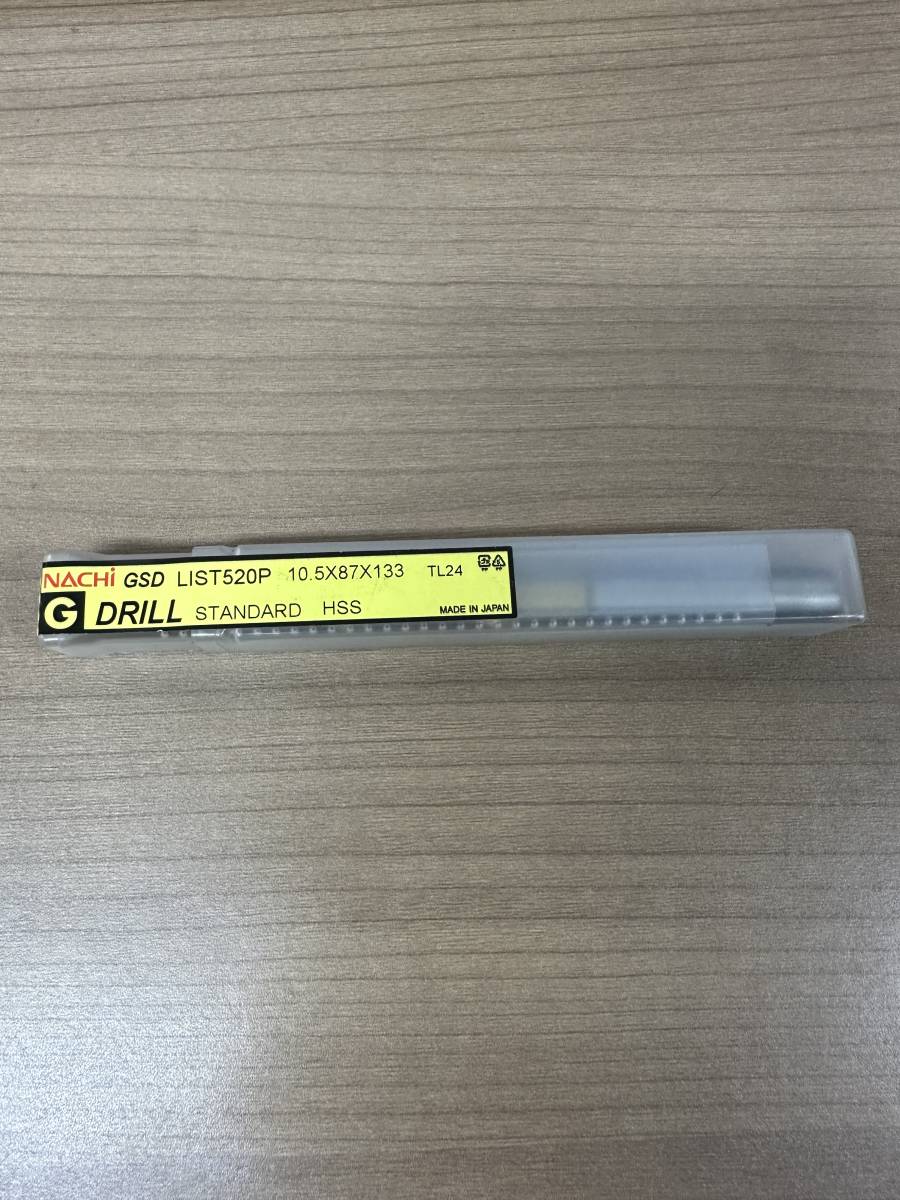 NACHi GSD LIST520P 10.5X87X133 TL24
G DRILL STANDARD HSS MADE IN JAPAN